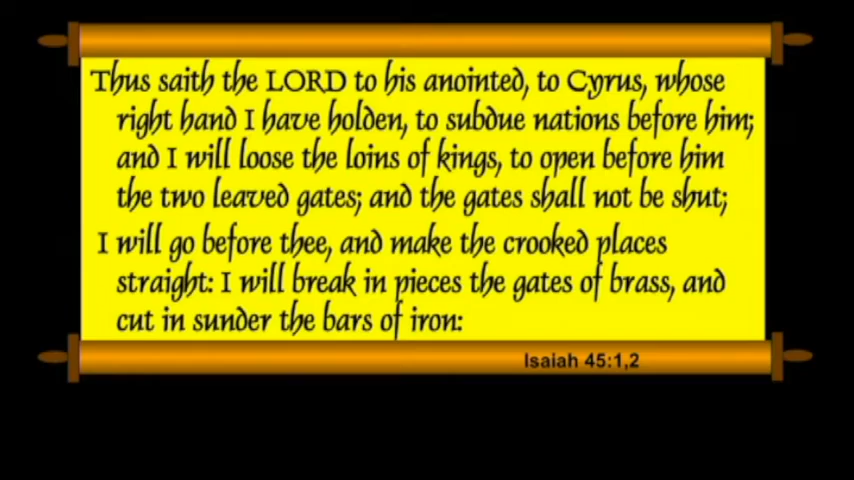 Thus saith the LORD to his anointed, to Cyrus, whose
right hand I have holden, to subdue nations before him;
and I will loose the loins of kings, to open before him
the two leaved gates; and the gates shall not be shut;
I will go before thee, and make the crooked places
straight: I will break in pieces the gates of brass, and
cut in sunder the bars of iron:
Isaiah 45:1,2